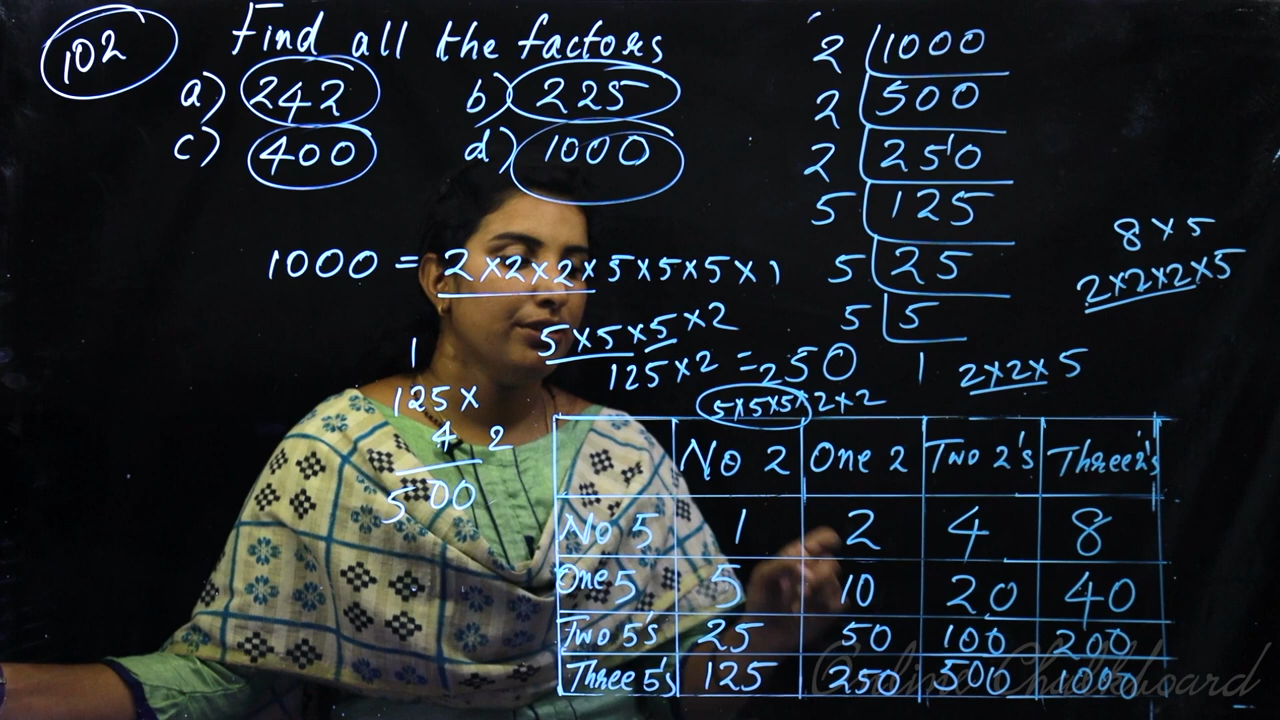 102
Find all the factors
a) 242 b) 225
c) 400 d) 1000
1000 = 2×2×2×5×5×5×1
5×5×5×2
125×2 = 250
5×5×5×2×2
1
125×
4 2
500
2 1000
2 500
2 250
5 125
5 25
5 5
1
8×5
2×2×2×5
2×2×5
No 2 One 2 Two 2's Three 2's
No 5 1 2 4 8
One 5 5 10 20 40
Two 5's 25 50 100 200
Three 5's 125 250 500 1000
Online Chalkboard